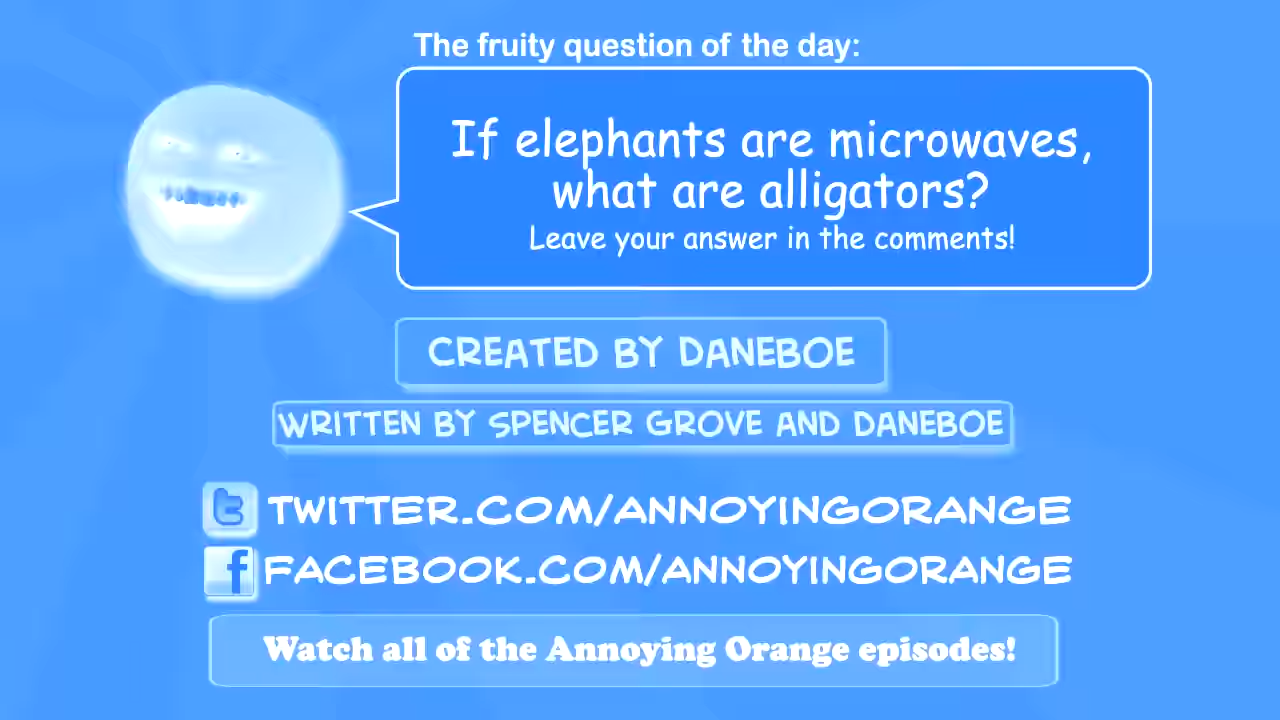 The fruity question of the day:
If elephants are microwaves,
what are alligators?
Leave your answer in the comments!
CREATED BY DANEBOE
WRITTEN BY SPENCER GROVE AND DANEBOE
TWITTER.COM/ANNOYINGORANGE
FACEBOOK.COM/ANNOYINGORANGE
Watch all of the Annoying Orange episodes!